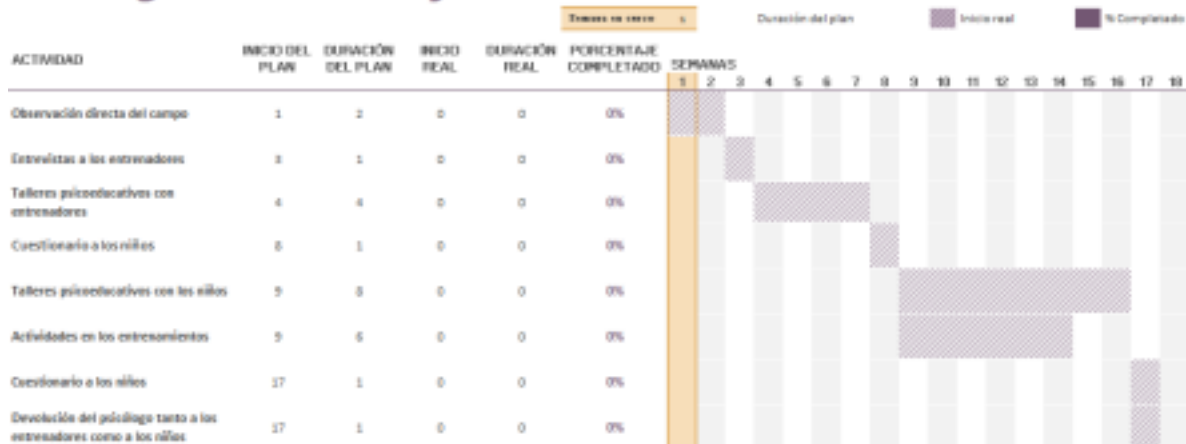 Duración del plan Inicio real % Completado
ACTIVIDAD INICIO DEL PLAN DURACIÓN DEL PLAN INICIO REAL DURACIÓN REAL PORCENTAJE COMPLETADO SEMANAS
1 2 3 4 5 6 7 8 9 10 11 12 13 14 15 16 17 18
Observación directa del campo 1 2 0 0 0%
Entrevistas a los entrenadores 3 1 0 0 0%
Talleres psicoeducativos con
entrenadores 4 4 0 0 0%
Cuestionario a los niños 8 1 0 0 0%
Talleres psicoeducativos con los niños 9 8 0 0 0%
Actividades en los entrenamientos 9 6 0 0 0%
Cuestionario a los niños 17 1 0 0 0%
Devolución del psicólogo tanto a los
entrenadores como a los niños 17 1 0 0 0%